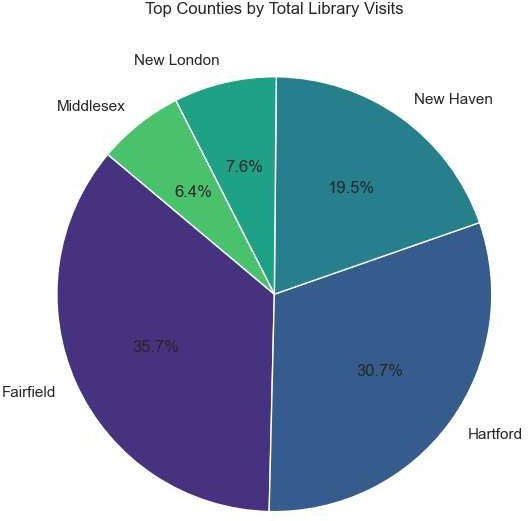 Top Counties by Total Library Visits
New London
Middlesex
New Haven
7.6%
6.4%
19.5%
35.7%
30.7%
Fairfield
Hartford